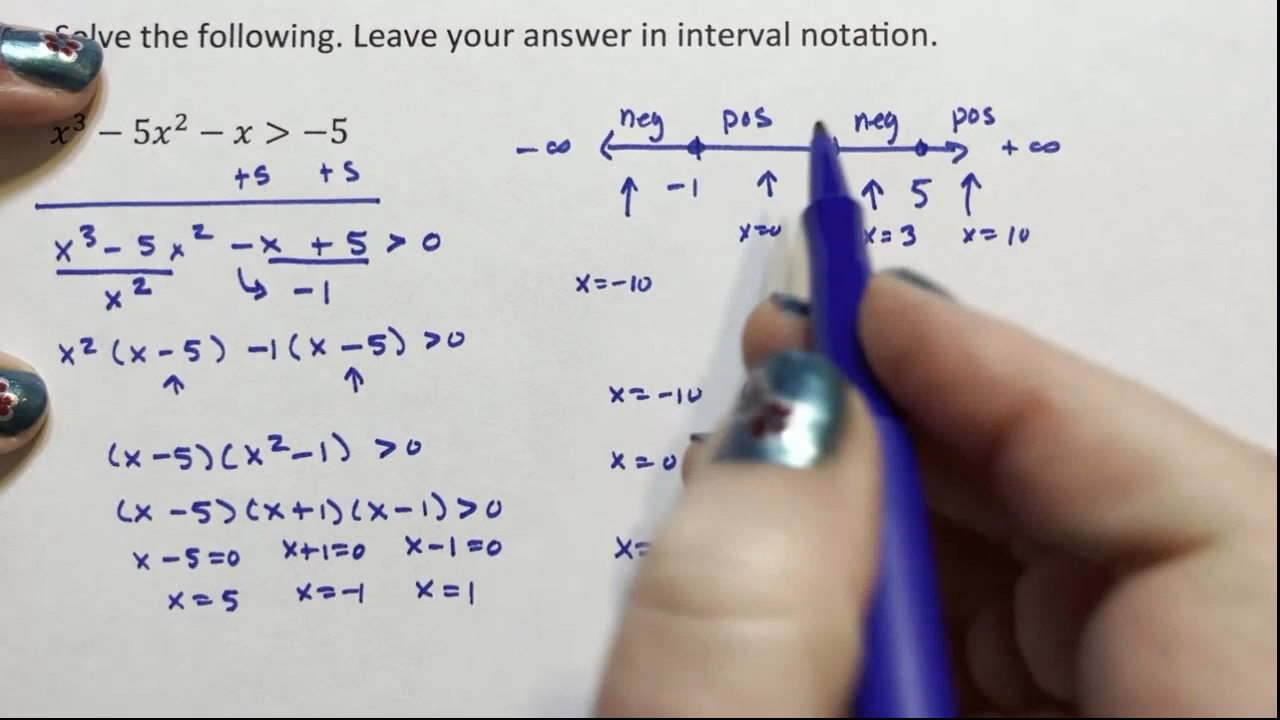 the following. Leave your answer in interval notation.
x³ − 5x² − x > −5
+5 +5
x³ − 5x² − x + 5 > 0
x² ↳ −1
x²(x − 5) −1(x − 5) > 0
↑ ↑
(x − 5)(x² − 1) > 0
(x − 5)(x + 1)(x − 1) > 0
x − 5 = 0 x + 1 = 0 x − 1 = 0
x = 5 x = −1 x = 1
neg pos neg pos
−∞ +∞
↑ −1 ↑ ↑ 5 ↑
x=0 x=3 x=10
x=−10
x=−10
x=0
x=